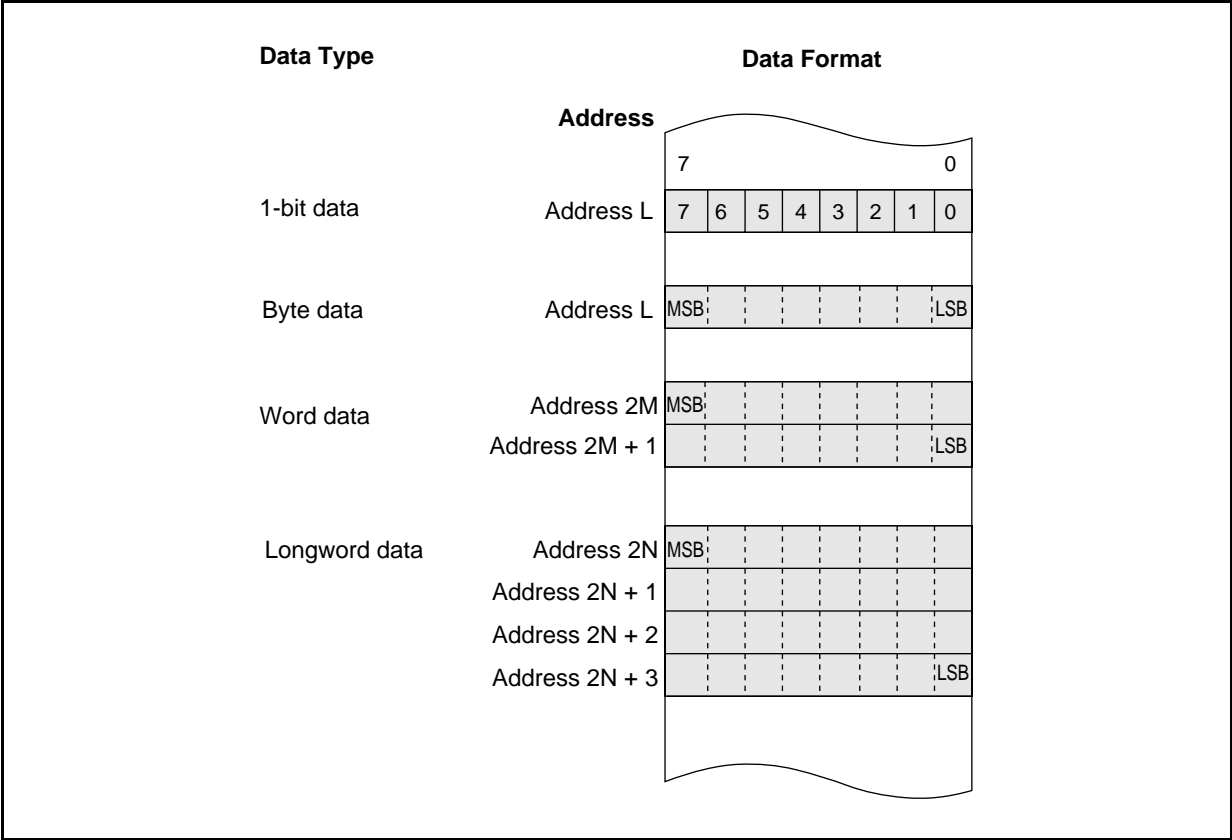 Data Type
Data Format
Address
7 0
1-bit data Address L 7 6 5 4 3 2 1 0
Byte data Address L MSB LSB
Word data Address 2M MSB
Address 2M + 1 LSB
Longword data Address 2N MSB
Address 2N + 1
Address 2N + 2
Address 2N + 3 LSB